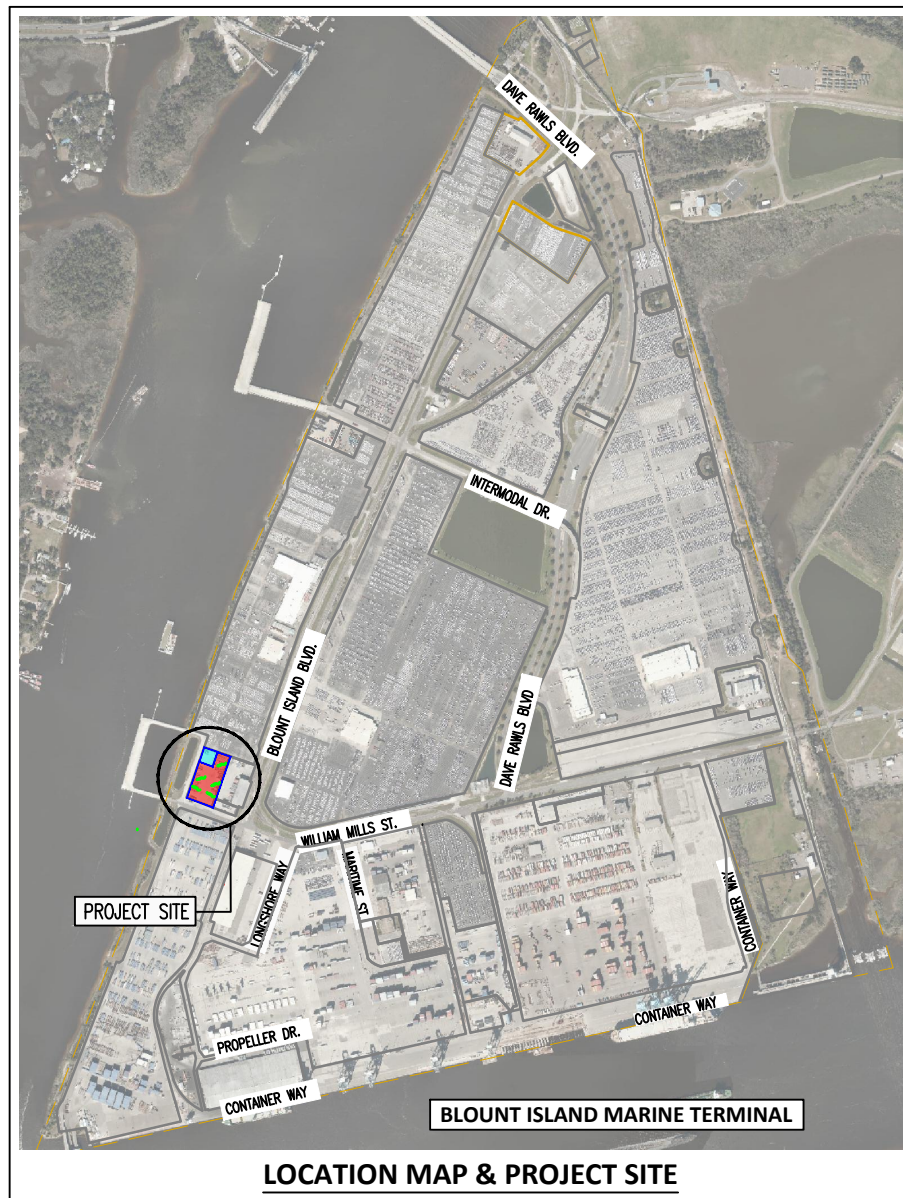 DAVE RAWLS BLVD.
INTERMODAL DR.
BLOUNT ISLAND BLVD.
DAVE RAWLS BLVD
WILLIAM MILLS ST.
MARITIME ST.
LONGSHORE WAY
PROJECT SITE
CONTAINER WAY
CONTAINER WAY
PROPELLER DR.
CONTAINER WAY
BLOUNT ISLAND MARINE TERMINAL
LOCATION MAP & PROJECT SITE